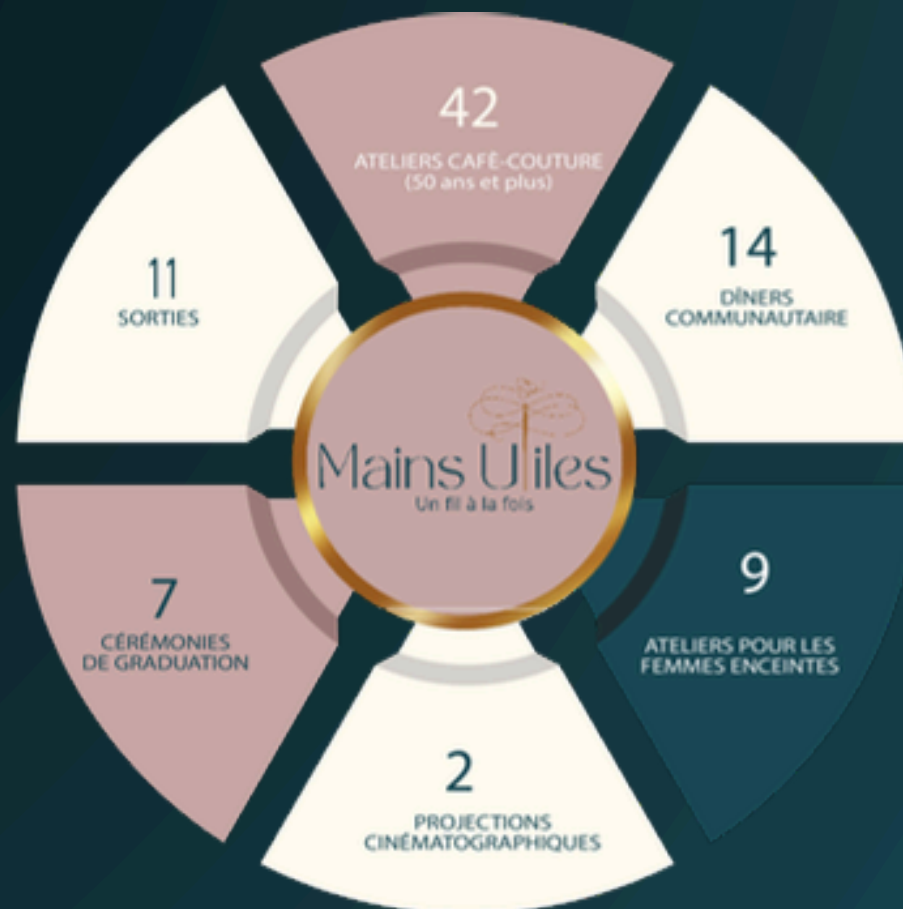 42
ATELIERS CAFÈ-COUTURE
(50 ans et plus)
14
DÎNERS
COMMUNAUTAIRE
9
ATELIERS POUR LES
FEMMES ENCEINTES
2
PROJECTIONS
CINÉMATOGRAPHIQUES
7
CÉRÉMONIES
DE GRADUATION
11
SORTIES
Mains Utiles
Un fil à la fois